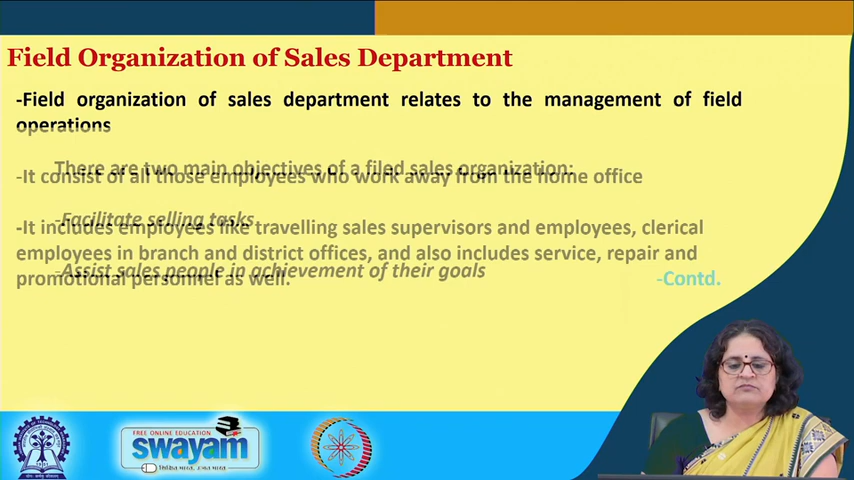 Field Organization of Sales Department
-Field organization of sales department relates to the management of field
operations
There are two main objectives of a filed sales organization:
-It consist of all those employees who work away from the home office
-Facilitate selling tasks
-It includes employees like travelling sales supervisors and employees, clerical
employees in branch and district offices, and also includes service, repair and
-Assist sales people in achievement of their goals
promotional personnel as well.
-Contd.
FREE ONLINE EDUCATION
swayam
शिक्षित भारत, उन्नत भारत